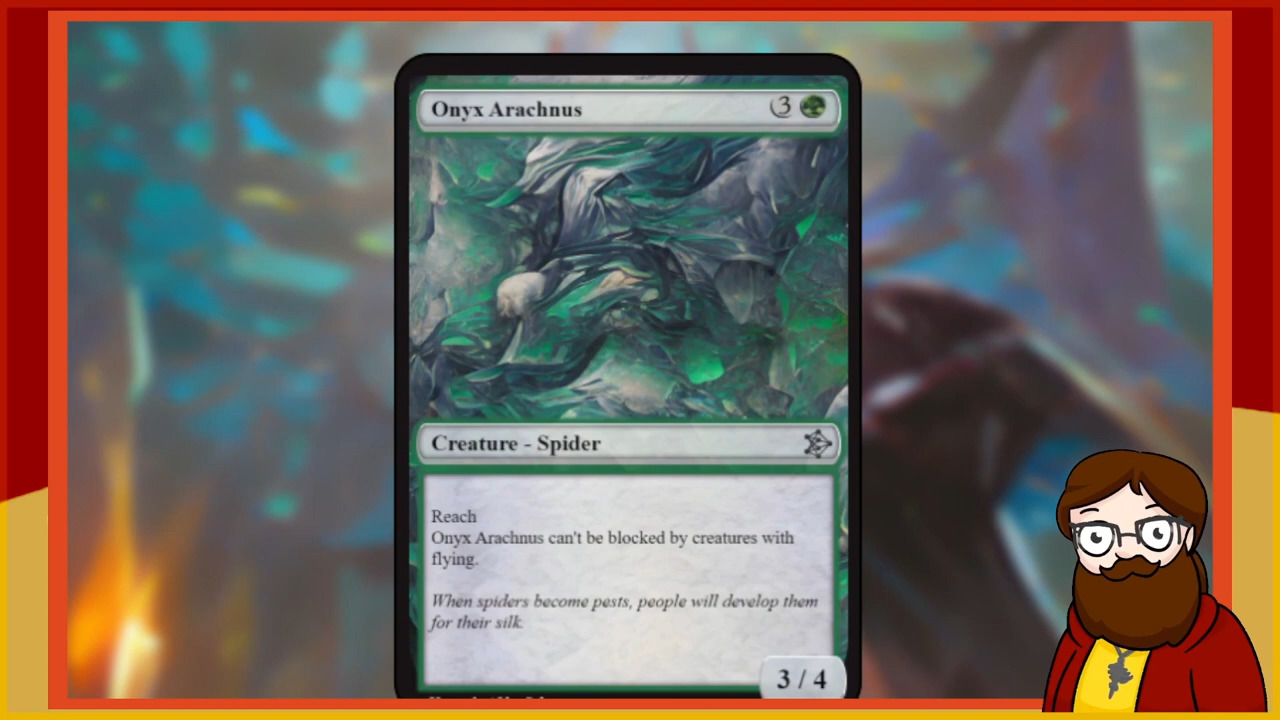 Onyx Arachnus 3
Creature - Spider
Reach
Onyx Arachnus can't be blocked by creatures with
flying.
When spiders become pests, people will develop them
for their silk.
3 / 4